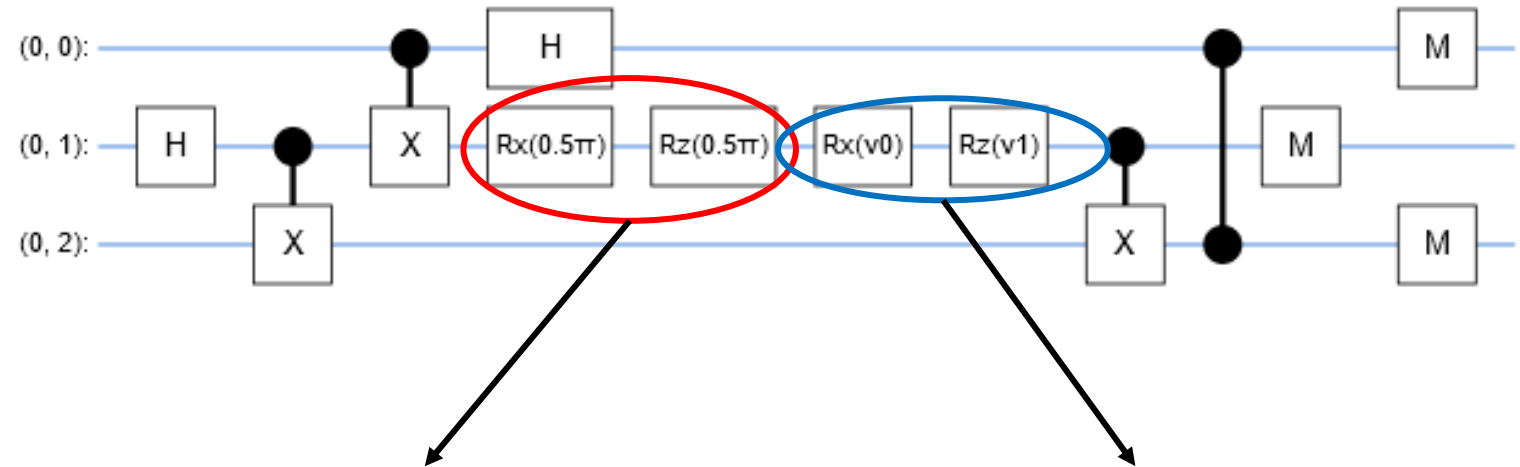 (0, 0): H M
(0, 1): H X Rx(0.5π) Rz(0.5π) Rx(v0) Rz(v1) M
(0, 2): X X M